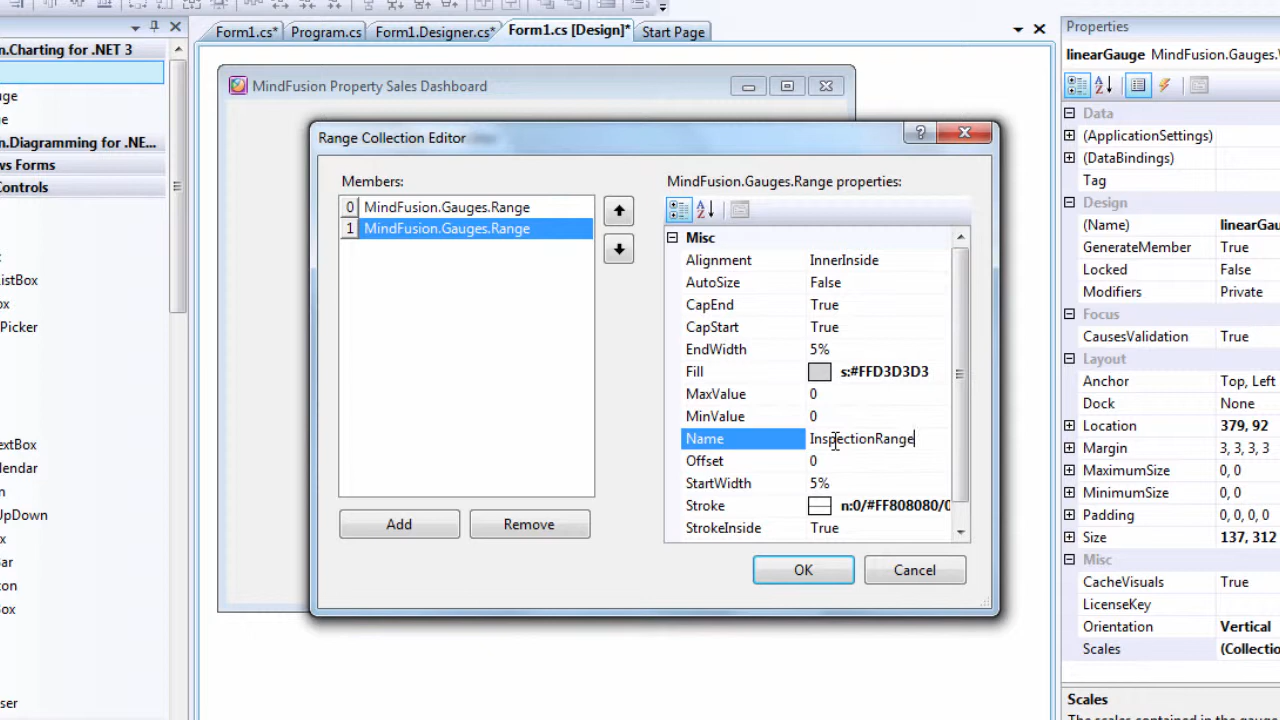 Form1.cs*
Program.cs
Form1.Designer.cs*
Form1.cs [Design]*
Start Page
n.Charting for .NET 3
ge
e
n.Diagramming for .NE...
ws Forms
Controls
istBox
ox
Picker
extBox
x
UpDown
x
Bar
on
Box
ser
MindFusion Property Sales Dashboard
Range Collection Editor
Members:
0 MindFusion.Gauges.Range
1 MindFusion.Gauges.Range
Add
Remove
MindFusion.Gauges.Range properties:
Misc
Alignment InnerInside
AutoSize False
CapEnd True
CapStart True
EndWidth 5%
Fill s:#FFD3D3D3
MaxValue 0
MinValue 0
Name InspectionRange
Offset 0
StartWidth 5%
Stroke n:0/#FF808080/0
StrokeInside True
OK
Cancel
Properties
linearGauge MindFusion.Gauges.
Data
(ApplicationSettings)
(DataBindings)
Tag
Design
(Name) linearGau
GenerateMember True
Locked False
Modifiers Private
Focus
CausesValidation True
Layout
Anchor Top, Left
Dock None
Location 379, 92
Margin 3, 3, 3, 3
MaximumSize 0, 0
MinimumSize 0, 0
Padding 0, 0, 0, 0
Size 137, 312
Misc
CacheVisuals True
LicenseKey
Orientation Vertical
Scales (Collectio
Scales